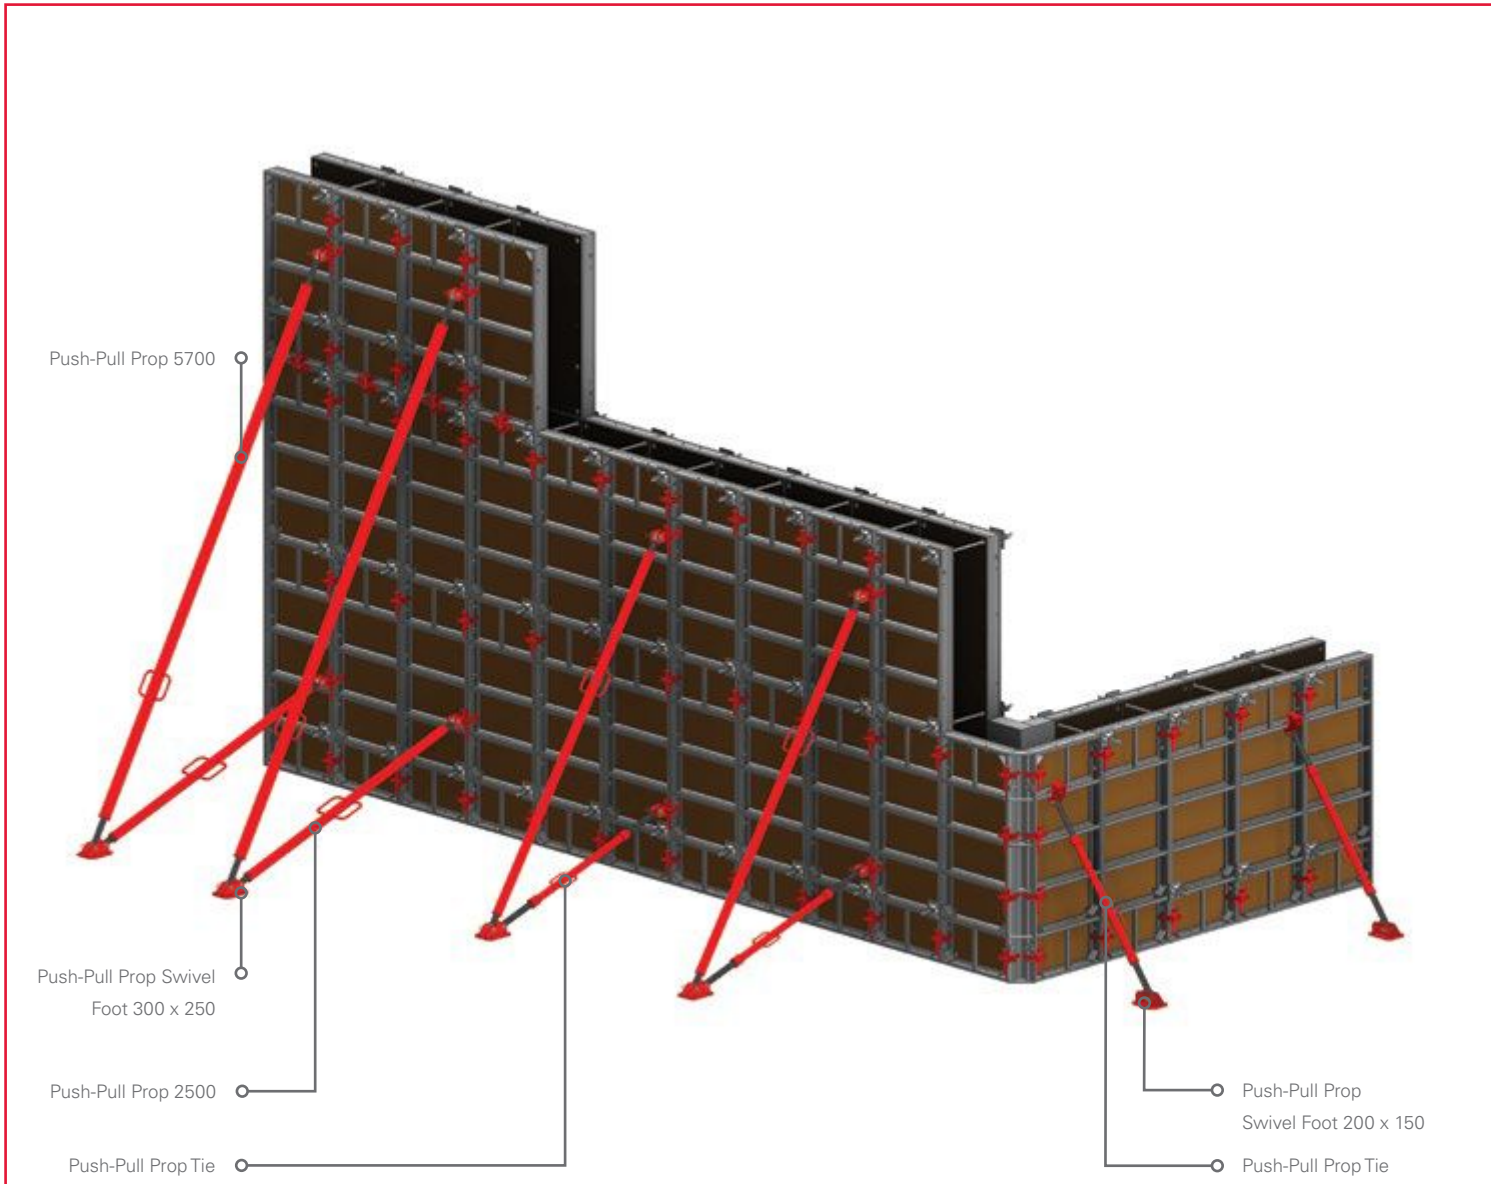 Push-Pull Prop 5700
Push-Pull Prop Swivel
Foot 300 x 250
Push-Pull Prop 2500
Push-Pull Prop Tie
Push-Pull Prop
Swivel Foot 200 x 150
Push-Pull Prop Tie